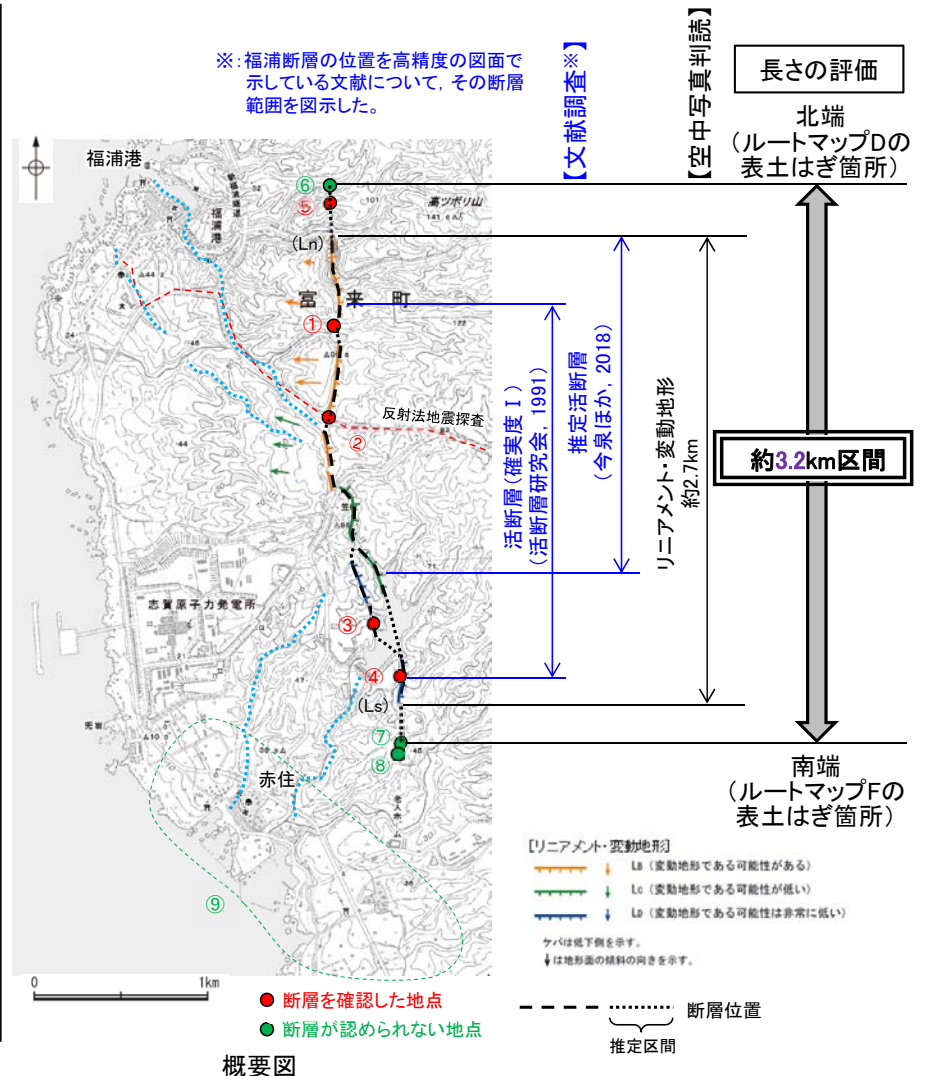 ※：福浦断層の位置を高精度の図面で
示している文献について，その断層
範囲を図示した。
【文献調査※】
【空中写真判読】
長さの評価
北端
（ルートマップDの
表土はぎ箇所）
福浦港
福浦港
⑥
⑤
高ツボリ山
(Ln)
富来町
①
②
反射法地震探査
志賀原子力発電所
③
④
(Ls)
⑦
⑧
赤住
⑨
活断層（確実度Ⅰ）
（活断層研究会，1991）
推定活断層
（今泉ほか，2018）
リニアメント・変動地形
約2.7km
約3.2km区間
南端
（ルートマップFの
表土はぎ箇所）
［リニアメント・変動地形］
LB（変動地形である可能性がある）
LC（変動地形である可能性が低い）
LD（変動地形である可能性は非常に低い）
ケバは低下側を示す。
↓は地形面の傾斜の向きを示す。
0 1km
断層を確認した地点
断層が認められない地点
断層位置
推定区間
概要図